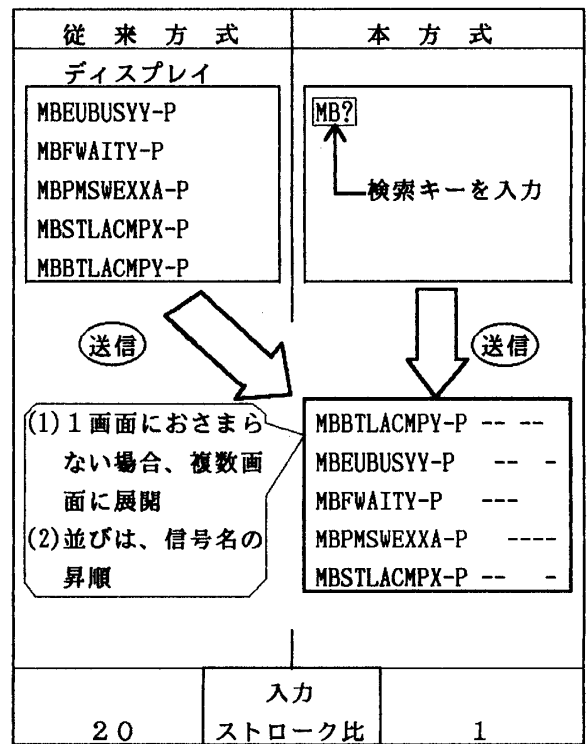 従来方式
本方式
ディスプレイ
MBEUBUSYY-P
MBFWAITY-P
MBPMSWEXXA-P
MBSTLACMPX-P
MBBTLACMPY-P
MB?
検索キーを入力
送信
送信
(1)1画面におさまら
ない場合、複数画
面に展開
(2)並びは、信号名の
昇順
MBBTLACMPY-P -- --
MBEUBUSYY-P -- -
MBFWAITY-P ---
MBPMSWEXXA-P ----
MBSTLACMPX-P -- -
入力
20 ストローク比 1